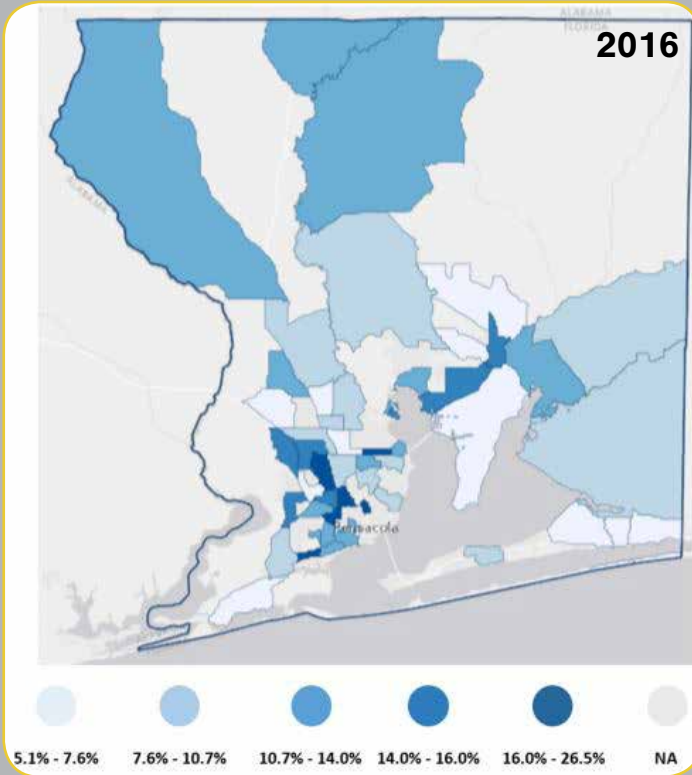 ALABAMA
FLORIDA
2016
ALABAMA
Pensacola
5.1% - 7.6% 7.6% - 10.7% 10.7% - 14.0% 14.0% - 16.0% 16.0% - 26.5% NA